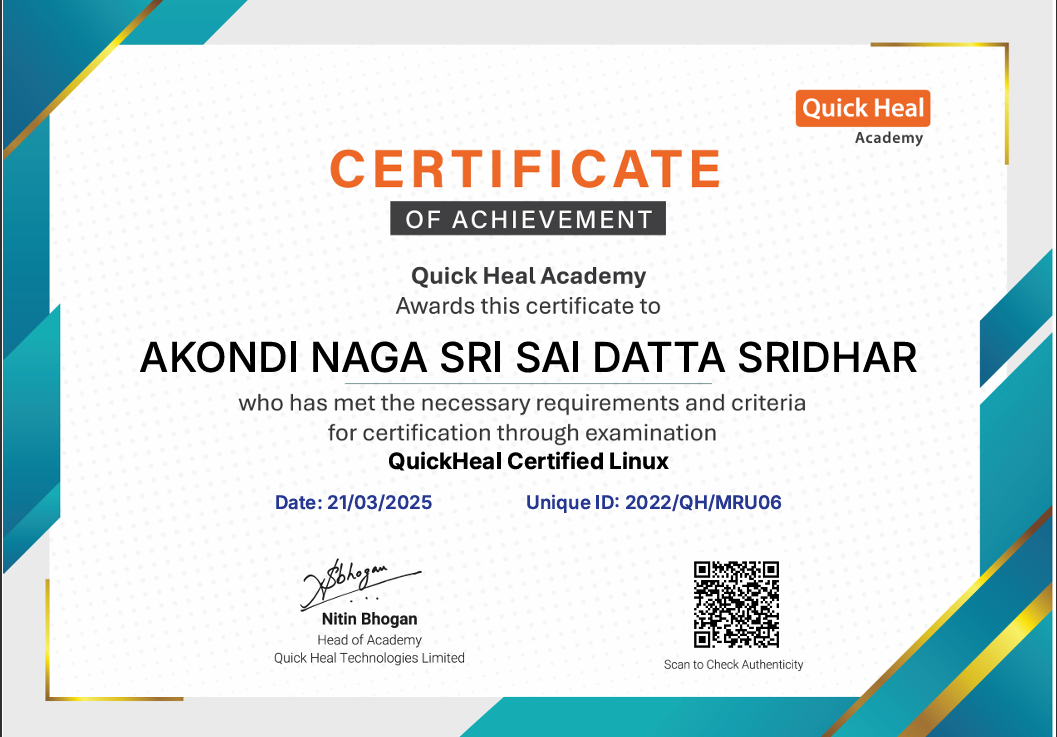 Quick Heal
Academy
CERTIFICATE
OF ACHIEVEMENT
Quick Heal Academy
Awards this certificate to
AKONDI NAGA SRI SAI DATTA SRIDHAR
who has met the necessary requirements and criteria
for certification through examination
QuickHeal Certified Linux
Date: 21/03/2025 Unique ID: 2022/QH/MRU06
Nitin Bhogan
Head of Academy
Quick Heal Technologies Limited
Scan to Check Authenticity